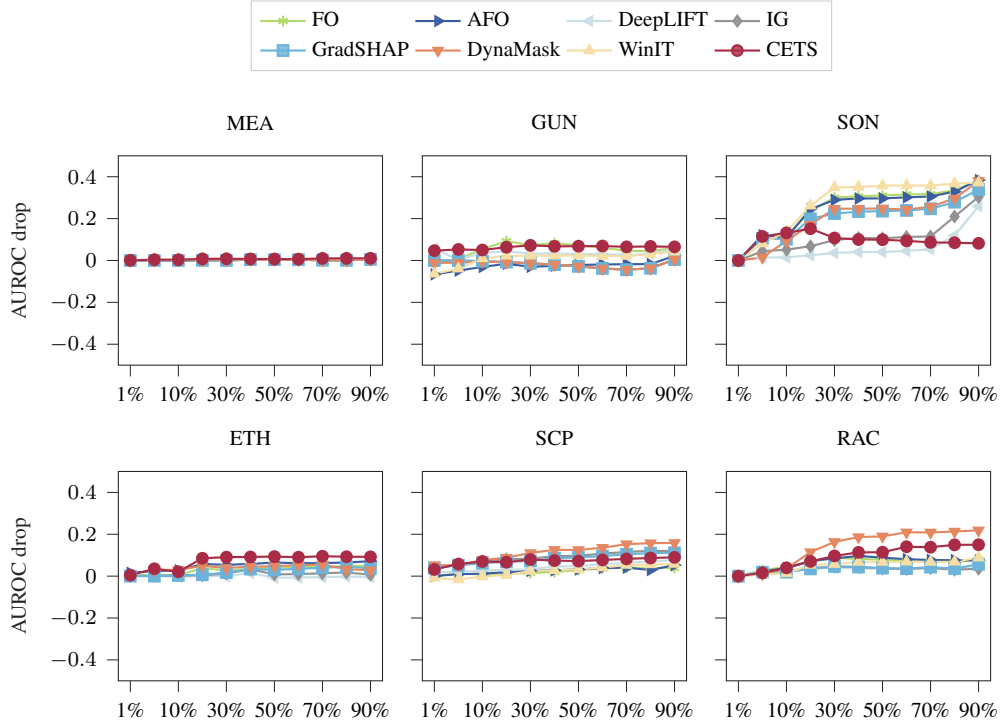 FO AFO DeepLIFT IG
GradSHAP DynaMask WinIT CETS
MEA GUN SON
AUROC drop
0.4
0.2
0
−0.2
−0.4
1% 10% 30% 50% 70% 90% 1% 10% 30% 50% 70% 90% 1% 10% 30% 50% 70% 90%
ETH SCP RAC
AUROC drop
0.4
0.2
0
−0.2
−0.4
1% 10% 30% 50% 70% 90% 1% 10% 30% 50% 70% 90% 1% 10% 30% 50% 70% 90%